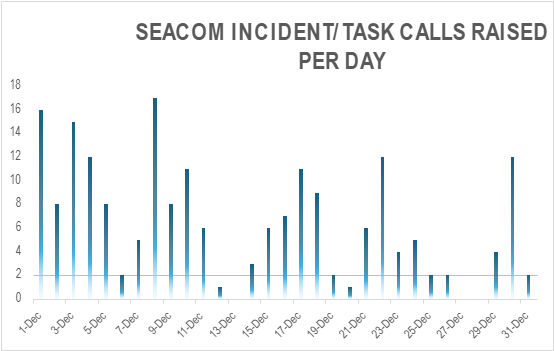 SEACOM INCIDENT/ TASK CALLS RAISED
PER DAY
18
16
14
12
10
8
6
4
2
0
1-Dec
3-Dec
5-Dec
7-Dec
9-Dec
11-Dec
13-Dec
15-Dec
17-Dec
19-Dec
21-Dec
23-Dec
25-Dec
27-Dec
29-Dec
31-Dec